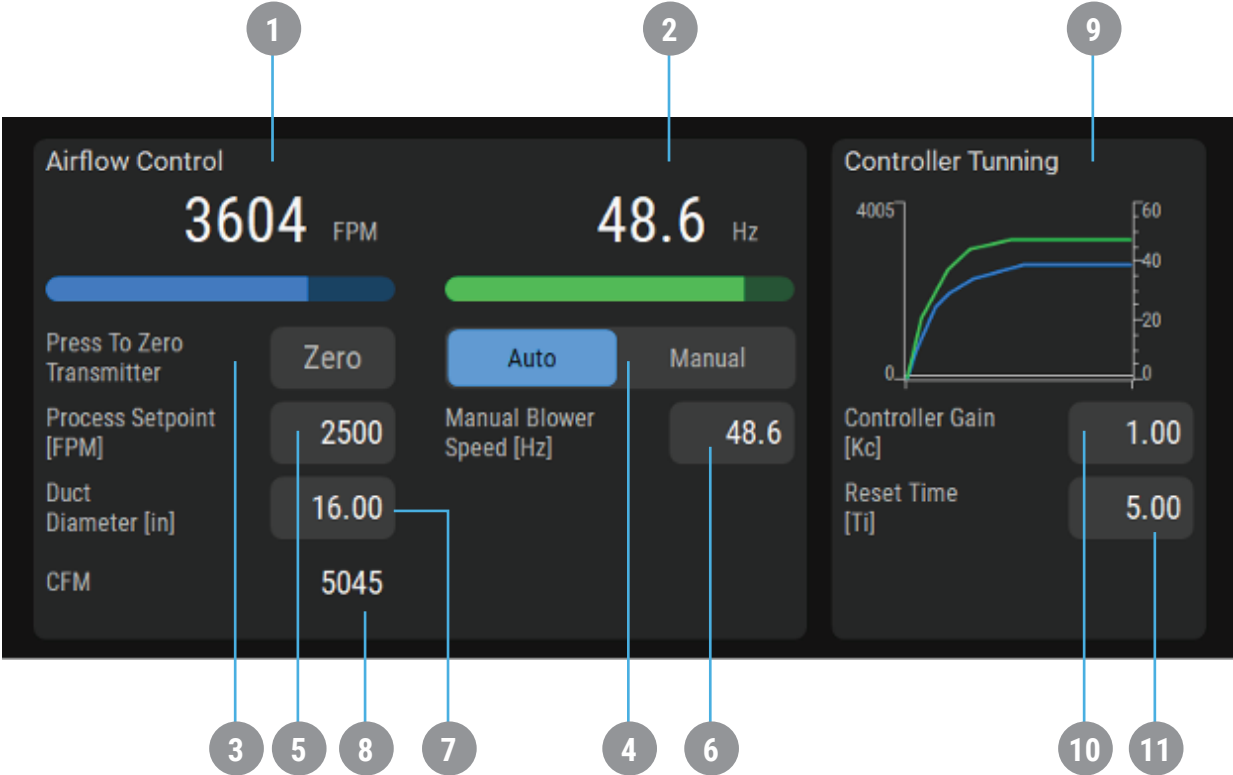 1
2
9
Airflow Control
3604 FPM
48.6 Hz
Press To Zero
Transmitter
Zero
Auto
Manual
Process Setpoint
[FPM]
2500
Manual Blower
Speed [Hz]
48.6
Duct
Diameter [in]
16.00
CFM
5045
Controller Tunning
4005
60
40
20
0
0
Controller Gain
[Kc]
1.00
Reset Time
[Ti]
5.00
3
5
8
7
4
6
10
11